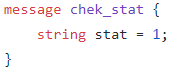 message chek_stat {
    string stat = 1;
}